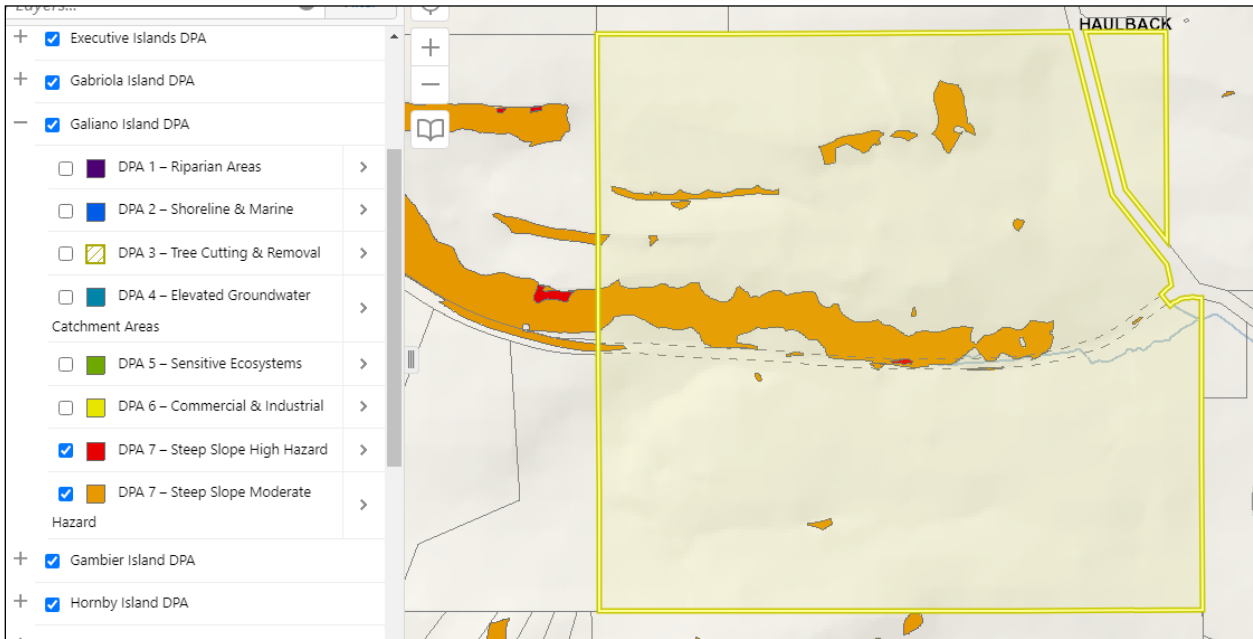 Layers...
Filter
Executive Islands DPA
Gabriola Island DPA
Galiano Island DPA
DPA 1 – Riparian Areas
DPA 2 – Shoreline & Marine
DPA 3 – Tree Cutting & Removal
DPA 4 – Elevated Groundwater
Catchment Areas
DPA 5 – Sensitive Ecosystems
DPA 6 – Commercial & Industrial
DPA 7 – Steep Slope High Hazard
DPA 7 – Steep Slope Moderate
Hazard
Gambier Island DPA
Hornby Island DPA
HAULBACK